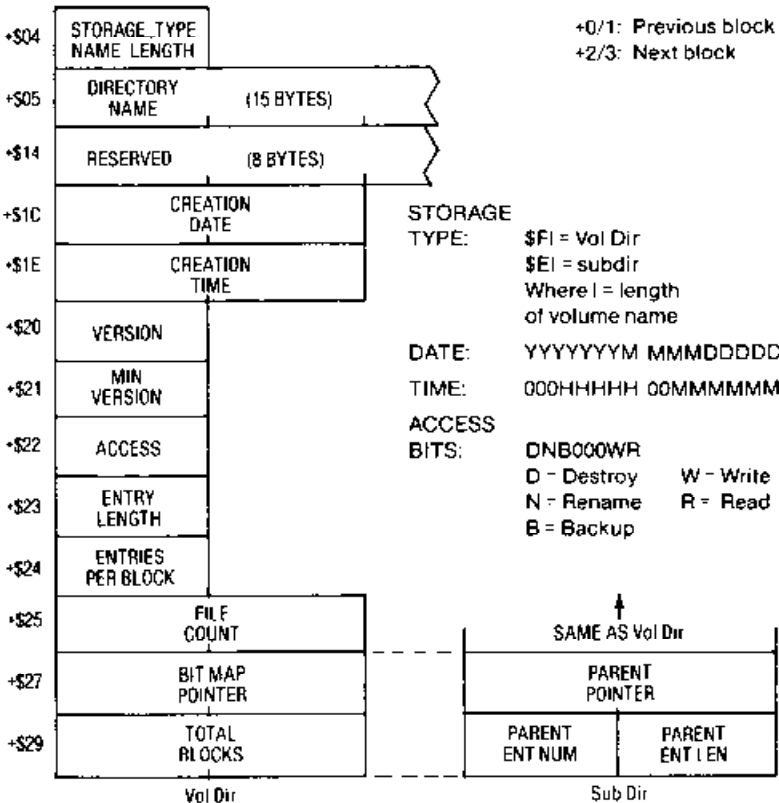 +0/1: Previous block
+2/3: Next block
+$04
STORAGE_TYPE
NAME LENGTH
+$05
DIRECTORY
NAME
(15 BYTES)
+$14
RESERVED
(8 BYTES)
+$1C
CREATION
DATE
+$1E
CREATION
TIME
+$20
VERSION
+$21
MIN
VERSION
+$22
ACCESS
+$23
ENTRY
LENGTH
+$24
ENTRIES
PER BLOCK
+$25
FILE
COUNT
+$27
BIT MAP
POINTER
+$29
TOTAL
BLOCKS
Vol Dir
STORAGE
TYPE: $Fl = Vol Dir
$El = subdir
Where l = length
of volume name
DATE: YYYYYYYM MMMDDDDD
TIME: 000HHHHH 00MMMMMM
ACCESS
BITS: DNB000WR
D = Destroy W = Write
N = Rename R = Read
B = Backup
SAME AS Vol Dir
PARENT
POINTER
PARENT
ENT NUM
PARENT
ENT LEN
Sub Dir